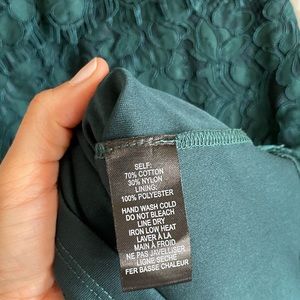 SELF:
70% COTTON
30% NYLON
LINING:
100% POLYESTER
HAND WASH COLD
DO NOT BLEACH
LINE DRY
IRON LOW HEAT
LAVER À LA
MAIN À FROID
NE PAS JAVELLISER
LIGNE SÈCHE
FER BASSE CHALEUR